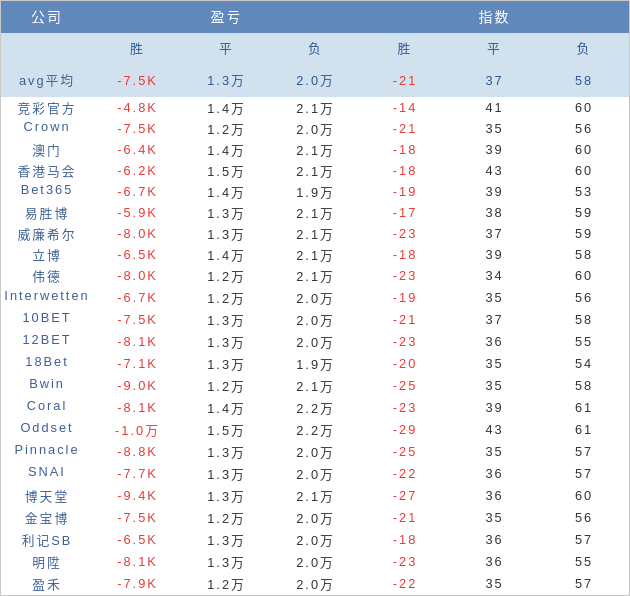 公司 盈亏 指数
胜 平 负 胜 平 负
avg平均 -7.5K 1.3万 2.0万 -21 37 58
竞彩官方 -4.8K 1.4万 2.1万 -14 41 60
Crown -7.5K 1.2万 2.0万 -21 35 56
澳门 -6.4K 1.4万 2.1万 -18 39 60
香港马会 -6.2K 1.5万 2.1万 -18 43 60
Bet365 -6.7K 1.4万 1.9万 -19 39 53
易胜博 -5.9K 1.3万 2.1万 -17 38 59
威廉希尔 -8.0K 1.3万 2.1万 -23 37 59
立博 -6.5K 1.4万 2.1万 -18 39 58
伟德 -8.0K 1.2万 2.1万 -23 34 60
Interwetten -6.7K 1.2万 2.0万 -19 35 56
10BET -7.5K 1.3万 2.0万 -21 37 58
12BET -8.1K 1.3万 2.0万 -23 36 55
18Bet -7.1K 1.3万 1.9万 -20 35 54
Bwin -9.0K 1.2万 2.1万 -25 35 58
Coral -8.1K 1.4万 2.2万 -23 39 61
Oddset -1.0万 1.5万 2.2万 -29 43 61
Pinnacle -8.8K 1.3万 2.0万 -25 35 57
SNAI -7.7K 1.3万 2.0万 -22 36 57
博天堂 -9.4K 1.3万 2.1万 -27 36 60
金宝博 -7.5K 1.2万 2.0万 -21 35 56
利记SB -6.5K 1.3万 2.0万 -18 36 57
明陞 -8.1K 1.3万 2.0万 -23 36 55
盈禾 -7.9K 1.2万 2.0万 -22 35 57